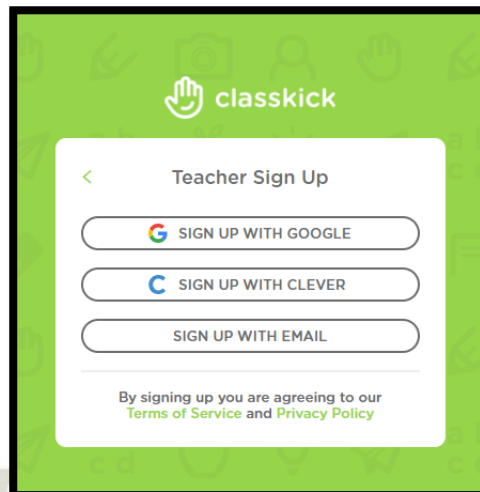 classkick
Teacher Sign Up
SIGN UP WITH GOOGLE
SIGN UP WITH CLEVER
SIGN UP WITH EMAIL
By signing up you are agreeing to our
Terms of Service and Privacy Policy